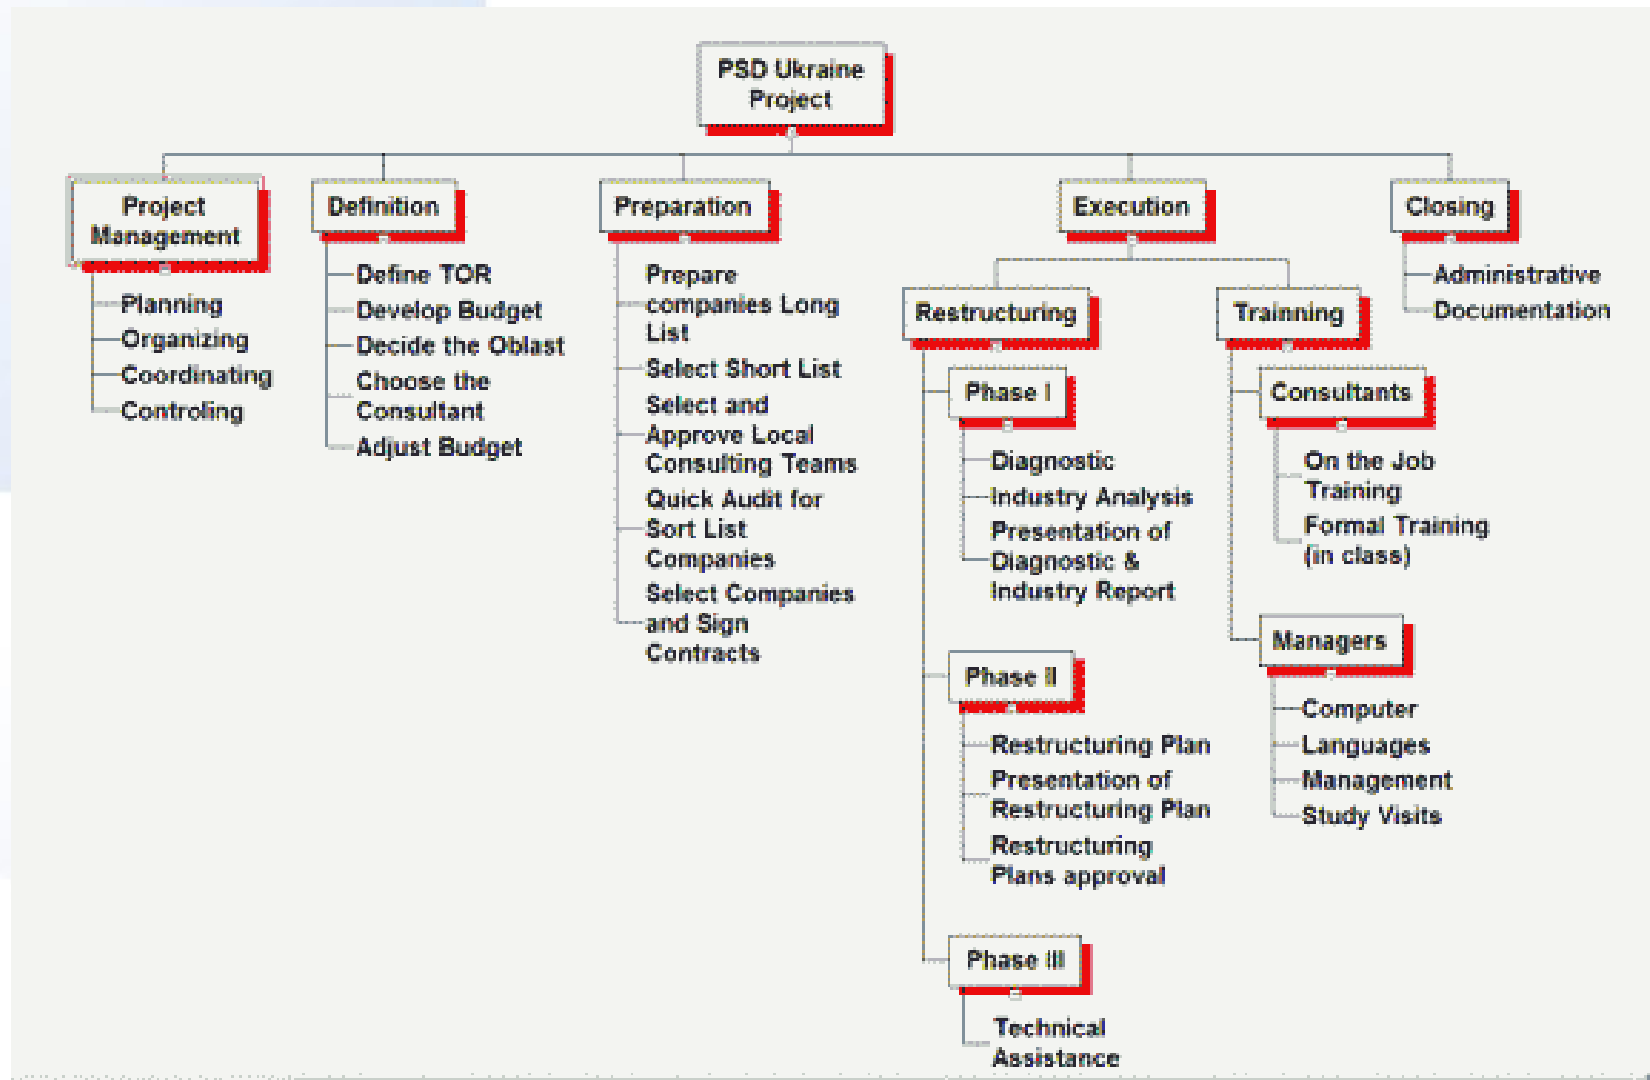 PSD Ukraine
Project
Project
Management
Planning
Organizing
Coordinating
Controling
Definition
Define TOR
Develop Budget
Decide the Oblast
Choose the
Consultant
Adjust Budget
Preparation
Prepare
companies Long
List
Select Short List
Select and
Approve Local
Consulting Teams
Quick Audit for
Sort List
Companies
Select Companies
and Sign
Contracts
Execution
Restructuring
Phase I
Diagnostic
Industry Analysis
Presentation of
Diagnostic &
Industry Report
Phase II
Restructuring Plan
Presentation of
Restructuring Plan
Restructuring
Plans approval
Phase III
Technical
Assistance
Trainning
Consultants
On the Job
Training
Formal Training
(in class)
Managers
Computer
Languages
Management
Study Visits
Closing
Administrative
Documentation